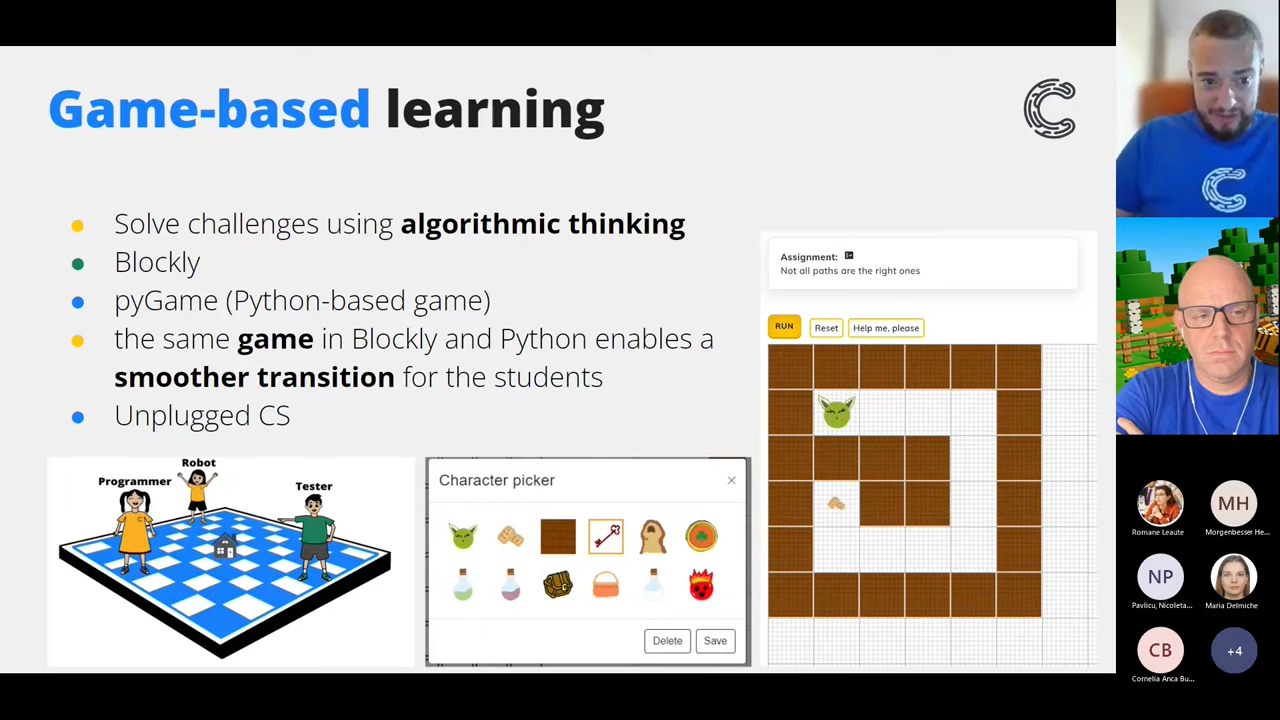 Game-based learning
Solve challenges using algorithmic thinking
Blockly
pyGame (Python-based game)
the same game in Blockly and Python enables a
smoother transition for the students
Unplugged CS
Robot
Programmer
Tester
Character picker
Delete
Save
Assignment:
Not all paths are the right ones
RUN
Reset
Help me, please
MH
Romane Leaute
Morgenbesser He...
NP
Pavlicu, Nicoleta...
Maria Delmiche
CB
+4
Cornelia Anca Bu...